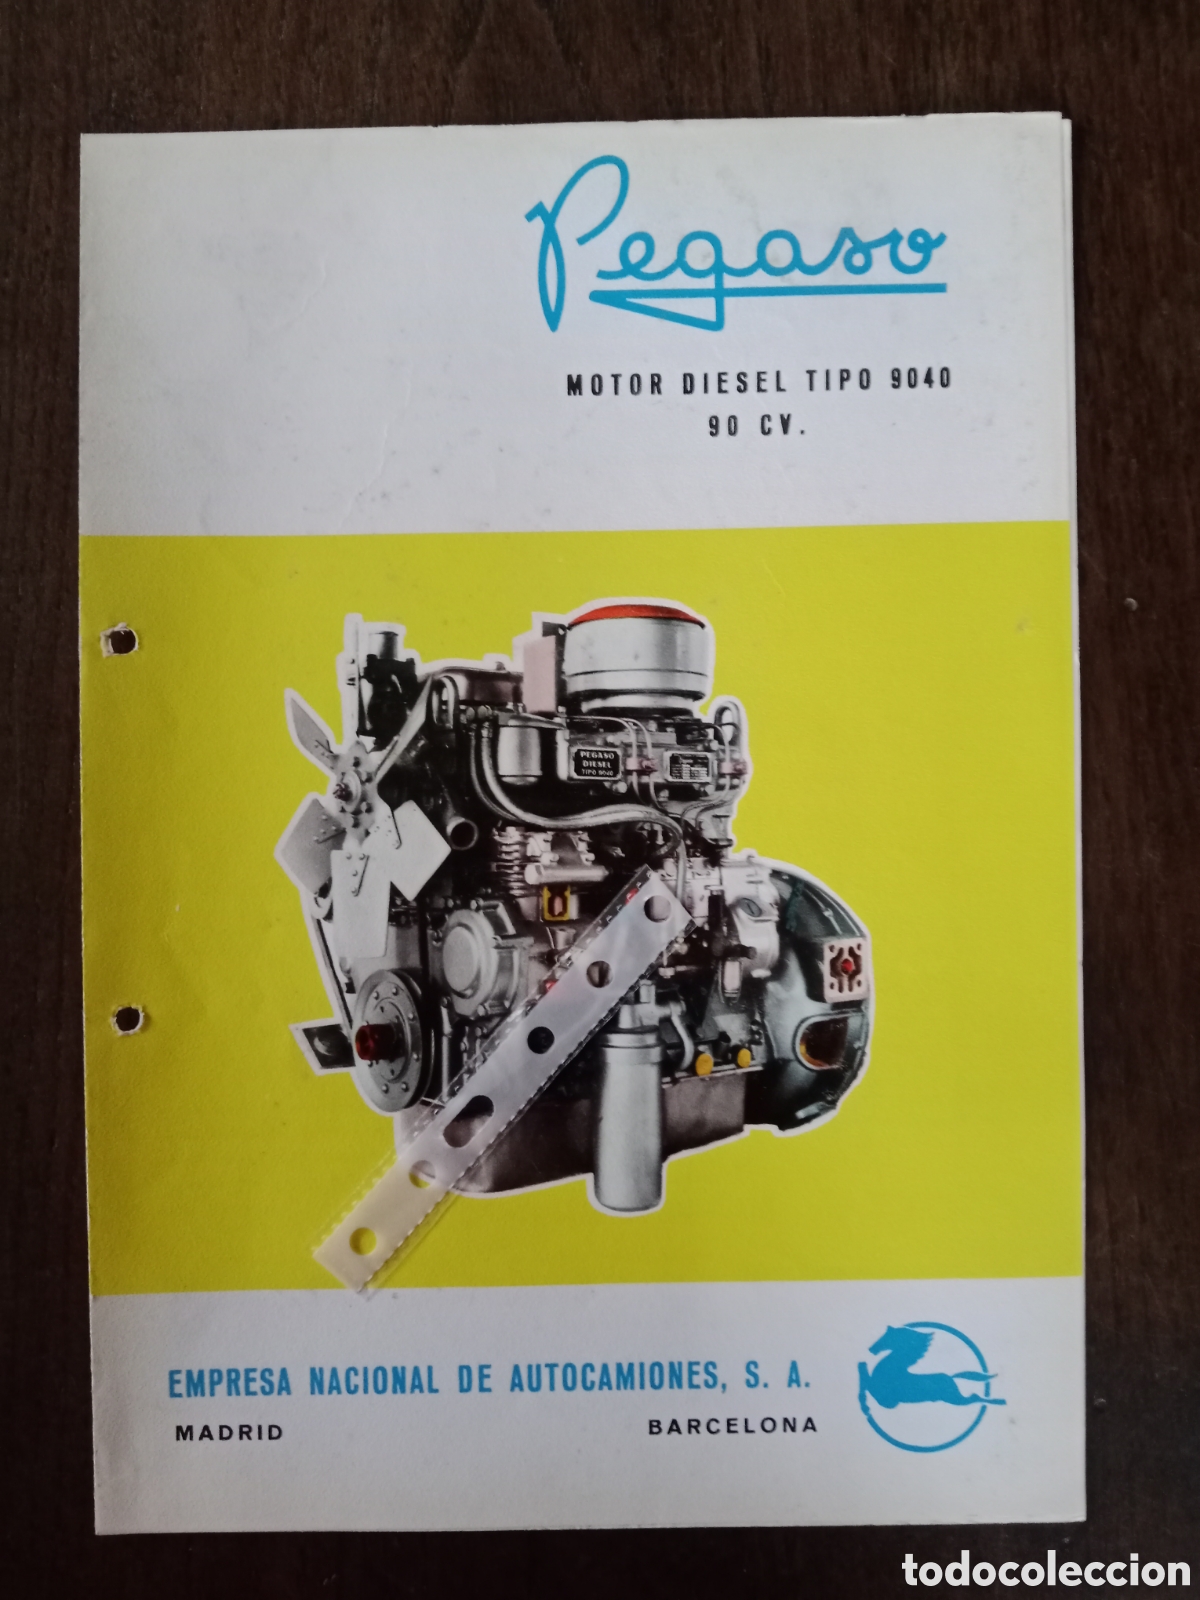 Pegaso
MOTOR DIESEL TIPO 9040
90 CV.
PEGASO
DIESEL
TIPO 9040
EMPRESA NACIONAL DE AUTOCAMIONES, S. A.
MADRID
BARCELONA
todocoleccion